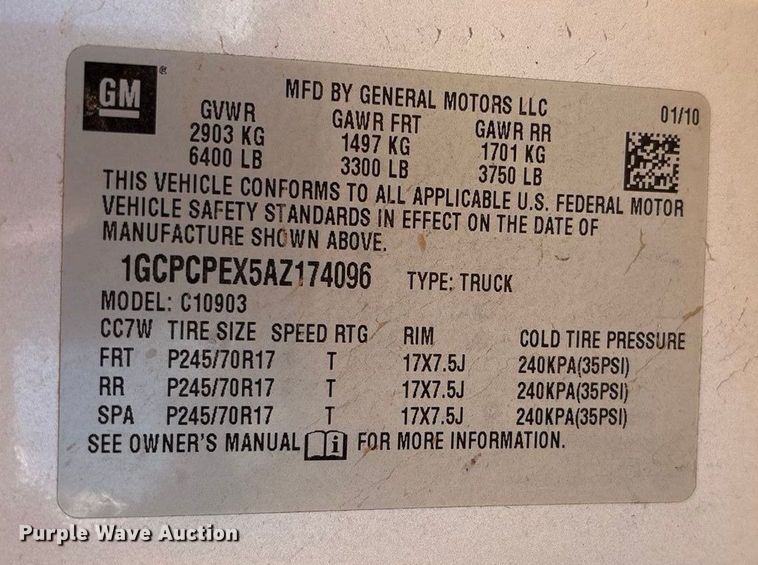 GM
MFD BY GENERAL MOTORS LLC
01/10
GVWR GAWR FRT GAWR RR
2903 KG 1497 KG 1701 KG
6400 LB 3300 LB 3750 LB
THIS VEHICLE CONFORMS TO ALL APPLICABLE U.S. FEDERAL MOTOR
VEHICLE SAFETY STANDARDS IN EFFECT ON THE DATE OF
MANUFACTURE SHOWN ABOVE.
1GCPCPEX5AZ174096 TYPE: TRUCK
MODEL: C10903
CC7W TIRE SIZE SPEED RTG RIM COLD TIRE PRESSURE
FRT P245/70R17 T 17X7.5J 240KPA(35PSI)
RR P245/70R17 T 17X7.5J 240KPA(35PSI)
SPA P245/70R17 T 17X7.5J 240KPA(35PSI)
SEE OWNER'S MANUAL i FOR MORE INFORMATION.
Purple Wave Auction